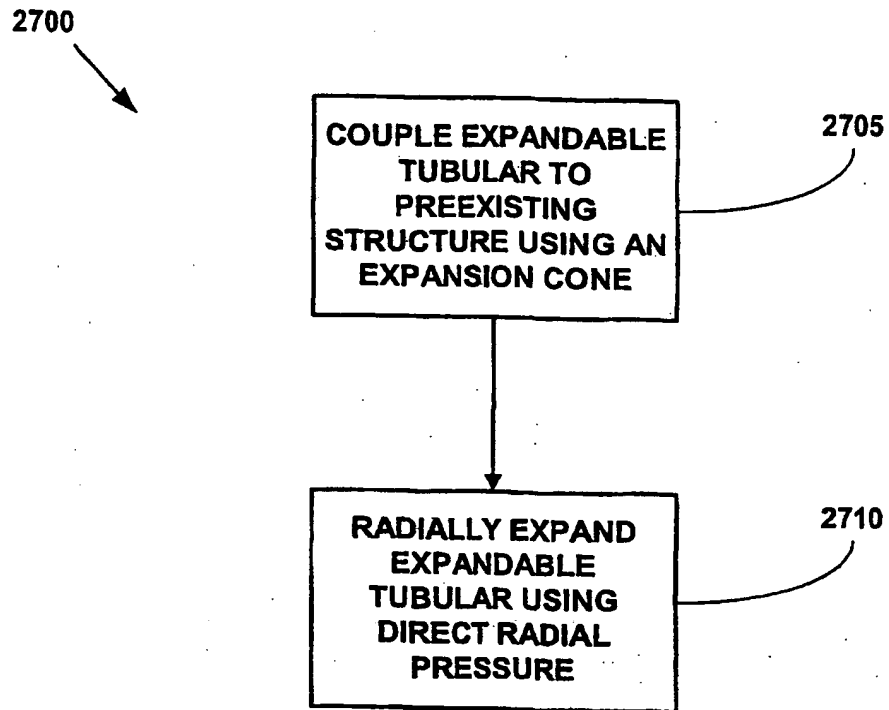 2700
COUPLE EXPANDABLE
TUBULAR TO
PREEXISTING
STRUCTURE USING AN
EXPANSION CONE
2705
RADIALLY EXPAND
EXPANDABLE
TUBULAR USING
DIRECT RADIAL
PRESSURE
2710